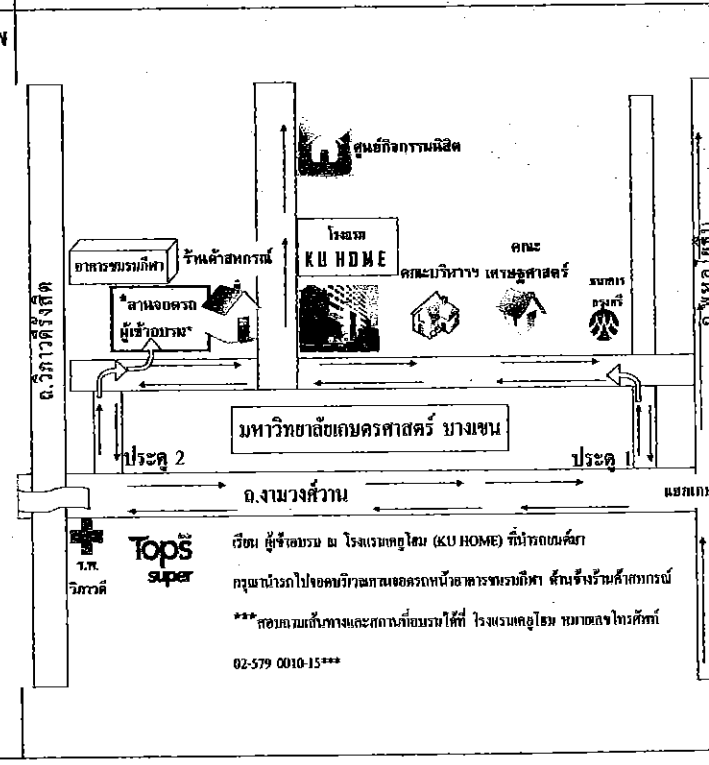 ศูนย์กิจกรรมนิสิต
โรงแรม
KU HOME
อาคารชมรมกีฬา
ร้านค้าสหกรณ์
คณะบริหารฯ
คณะ
เศรษฐศาสตร์
ธนาคาร
กรุงศรี
*ลานจอดรถ
ผู้เข้าอบรม*
ถ.วิภาวดีรังสิต
มหาวิทยาลัยเกษตรศาสตร์ บางเขน
ประตู 2
ประตู 1
ถ.งามวงศ์วาน
แยกเกษ
ร.พ.
วิภาวดี
Tops
super
เรียน ผู้เข้าอบรม ณ โรงแรมเคยูโฮม (KU HOME) ที่นำรถยนต์มา
กรุณานำรถไปจอดบริเวณลานจอดรถหน้าอาคารชมรมกีฬา ด้านข้างร้านค้าสหกรณ์
***สอบถามเส้นทางและสถานที่อบรมได้ที่ โรงแรมเคยูโฮม หมายเลขโทรศัพท์
02-579 0010-15***